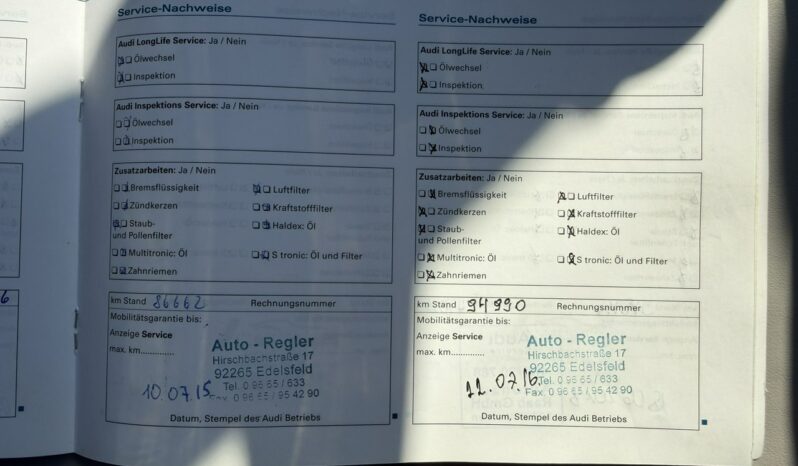 Service-Nachweise
Audi LongLife Service: Ja / Nein
Ölwechsel
Inspektion
Audi Inspektions Service: Ja / Nein
Ölwechsel
Inspektion
Zusatzarbeiten: Ja / Nein
Bremsflüssigkeit
Luftfilter
Zündkerzen
Kraftstofffilter
Staub-
und Pollenfilter
Haldex: Öl
Multitronic: Öl
S tronic: Öl und Filter
Zahnriemen
km Stand 86662 Rechnungsnummer
Mobilitätsgarantie bis:
Anzeige Service
max. km..............
Auto - Regler
Hirschbachstraße 17
92265 Edelsfeld
Tel. 0 96 65 / 633
Fax. 0 96 65 / 95 42 90
10.07.15
Datum, Stempel des Audi Betriebs
Service-Nachweise
Audi LongLife Service: Ja / Nein
Ölwechsel
Inspektion
Audi Inspektions Service: Ja / Nein
Ölwechsel
Inspektion
Zusatzarbeiten: Ja / Nein
Bremsflüssigkeit
Luftfilter
Zündkerzen
Kraftstofffilter
Staub-
und Pollenfilter
Haldex: Öl
Multitronic: Öl
S tronic: Öl und Filter
Zahnriemen
km Stand 94990 Rechnungsnummer
Mobilitätsgarantie bis:
Anzeige Service
max. km..............
Auto - Regler
Hirschbachstraße 17
92265 Edelsfeld
Tel. 0 96 65 / 633
Fax. 0 96 65 / 95 42 90
Datum, Stempel des Audi Betriebs